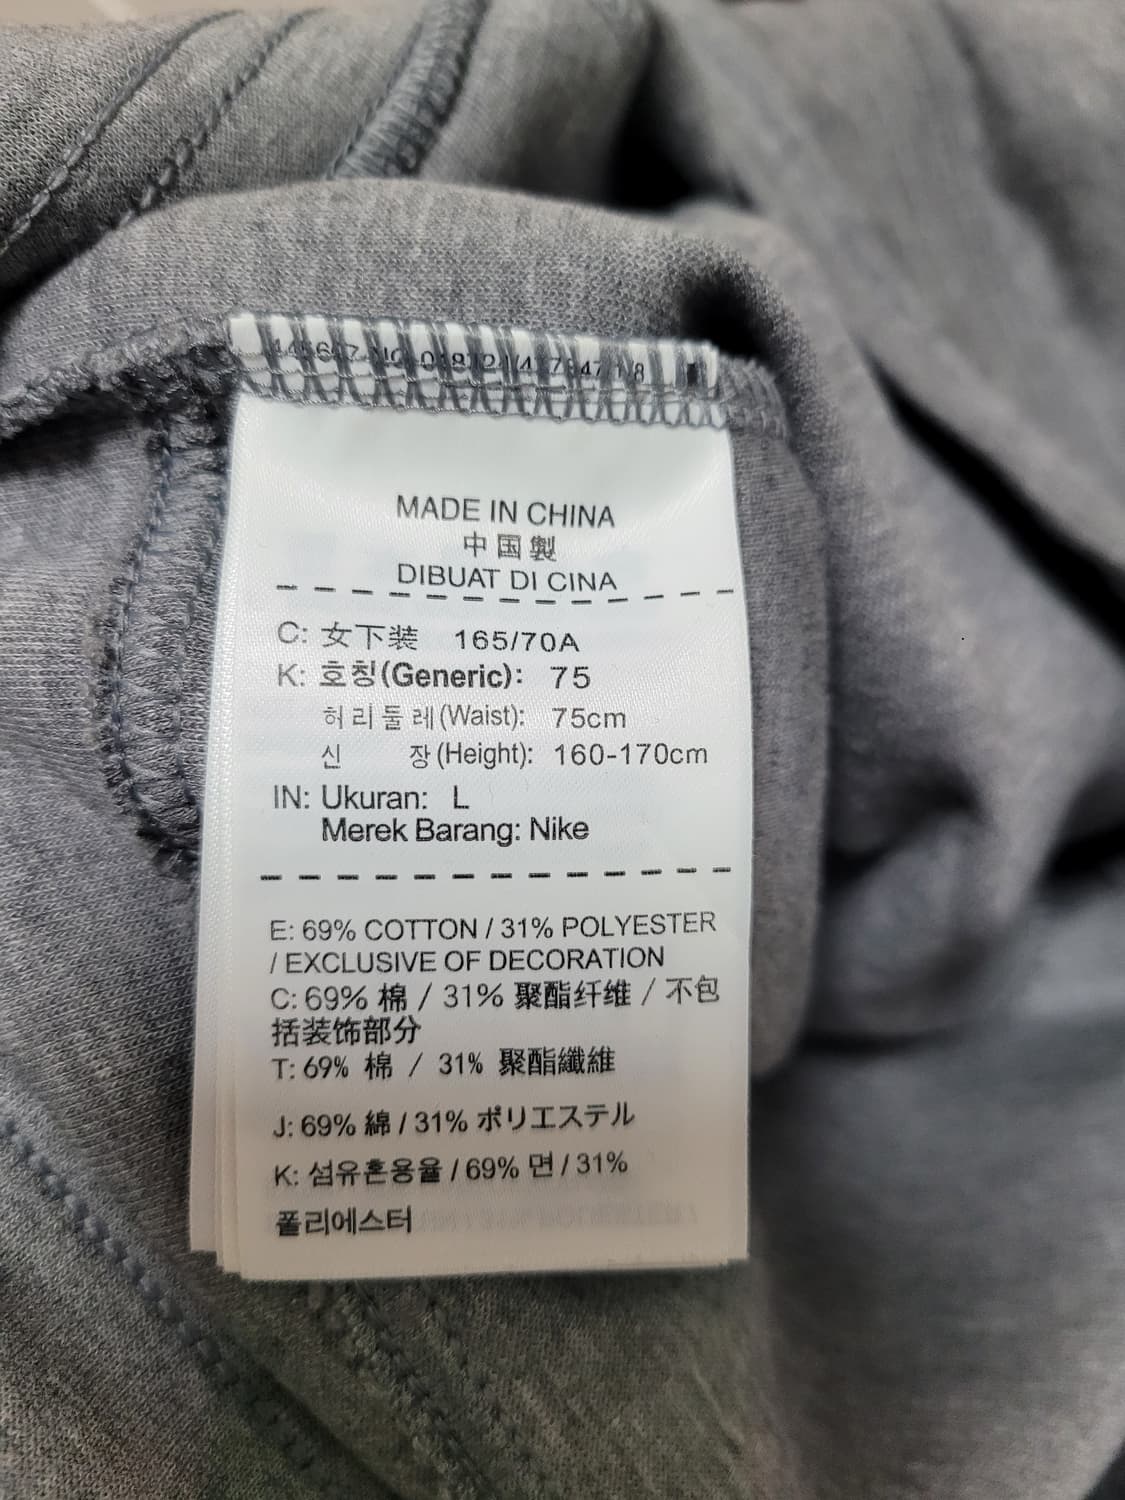 MADE IN CHINA
中国製
DIBUAT DI CINA
C: 女下装 165/70A
K: 호칭(Generic): 75
허리둘레(Waist): 75cm
신 장(Height): 160-170cm
IN: Ukuran: L
Merek Barang: Nike
E: 69% COTTON / 31% POLYESTER
/ EXCLUSIVE OF DECORATION
C: 69% 棉 / 31% 聚酯纤维 / 不包
括装饰部分
T: 69% 棉 / 31% 聚酯纖維
J: 69% 綿 / 31% ポリエステル
K: 섬유혼용율 / 69% 면 / 31%
폴리에스터